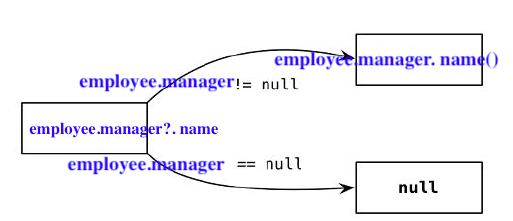 employee.manager. name()
employee.manager!= null
employee.manager?. name
employee.manager == null
null